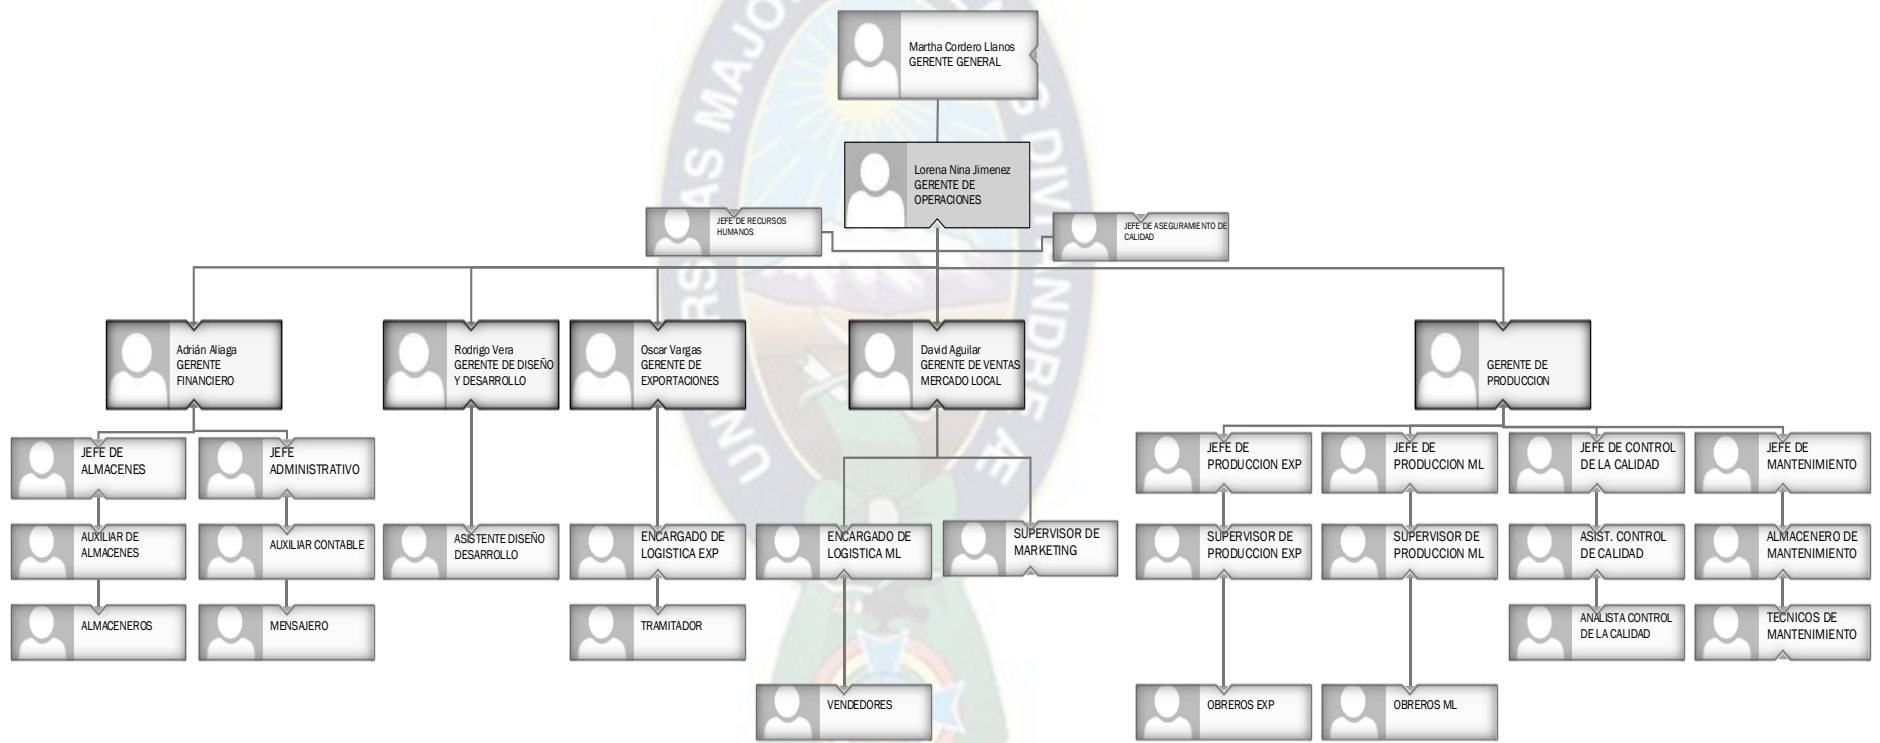 Martha Cordero Llanos
GERENTE GENERAL
Lorena Nina Jimenez
GERENTE DE
OPERACIONES
JEFE DE RECURSOS
HUMANOS
JEFE DE ASEGURAMIENTO DE
CALIDAD
Adrián Aliaga
GERENTE
FINANCIERO
Rodrigo Vera
GERENTE DE DISEÑO
Y DESARROLLO
Oscar Vargas
GERENTE DE
EXPORTACIONES
David Aguilar
GERENTE DE VENTAS
MERCADO LOCAL
GERENTE DE
PRODUCCION
JEFE DE
ALMACENES
JEFE
ADMINISTRATIVO
JEFE DE
PRODUCCION EXP
JEFE DE
PRODUCCION ML
JEFE DE CONTROL
DE LA CALIDAD
JEFE DE
MANTENIMIENTO
AUXILIAR DE
ALMACENES
AUXILIAR CONTABLE
ASISTENTE DISEÑO
DESARROLLO
ENCARGADO DE
LOGISTICA EXP
ENCARGADO DE
LOGISTICA ML
SUPERVISOR DE
MARKETING
SUPERVISOR DE
PRODUCCION EXP
SUPERVISOR DE
PRODUCCION ML
ASIST. CONTROL
DE CALIDAD
ALMACENERO DE
MANTENIMIENTO
ALMACENEROS
MENSAJERO
TRAMITADOR
ANALISTA CONTROL
DE LA CALIDAD
TECNICOS DE
MANTENIMIENTO
VENDEDORES
OBREROS EXP
OBREROS ML